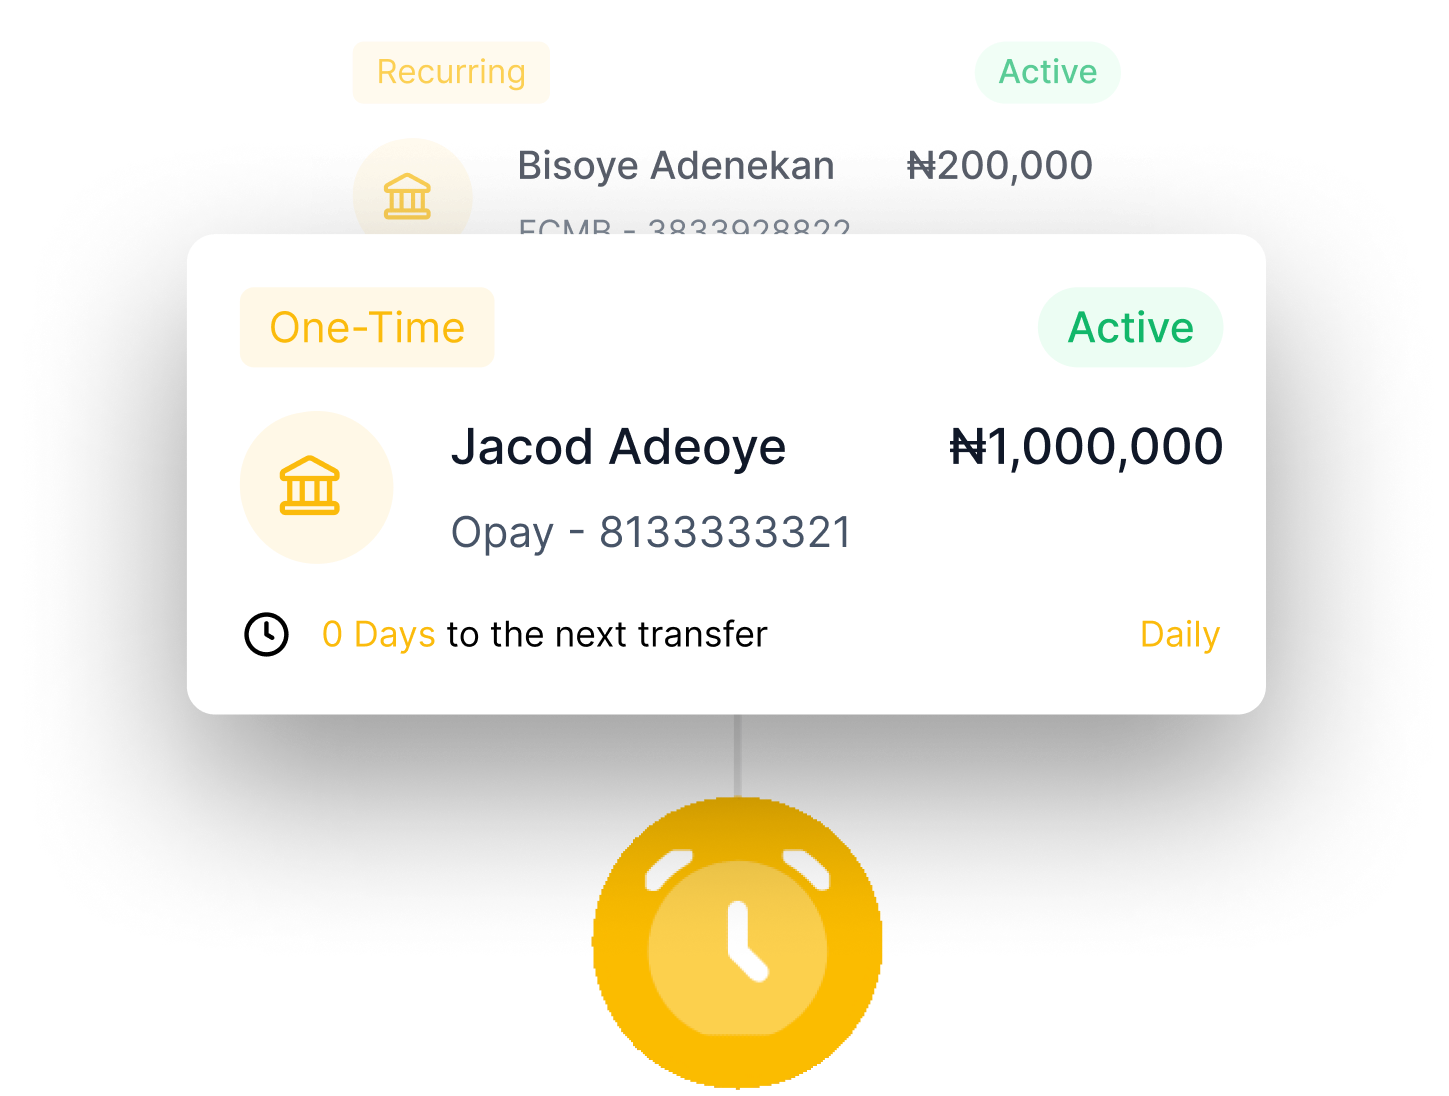 Recurring
Active
Bisoye Adenekan
₦200,000
FCMB - 3833928822
One-Time
Active
Jacod Adeoye
₦1,000,000
Opay - 8133333321
0 Days to the next transfer
Daily